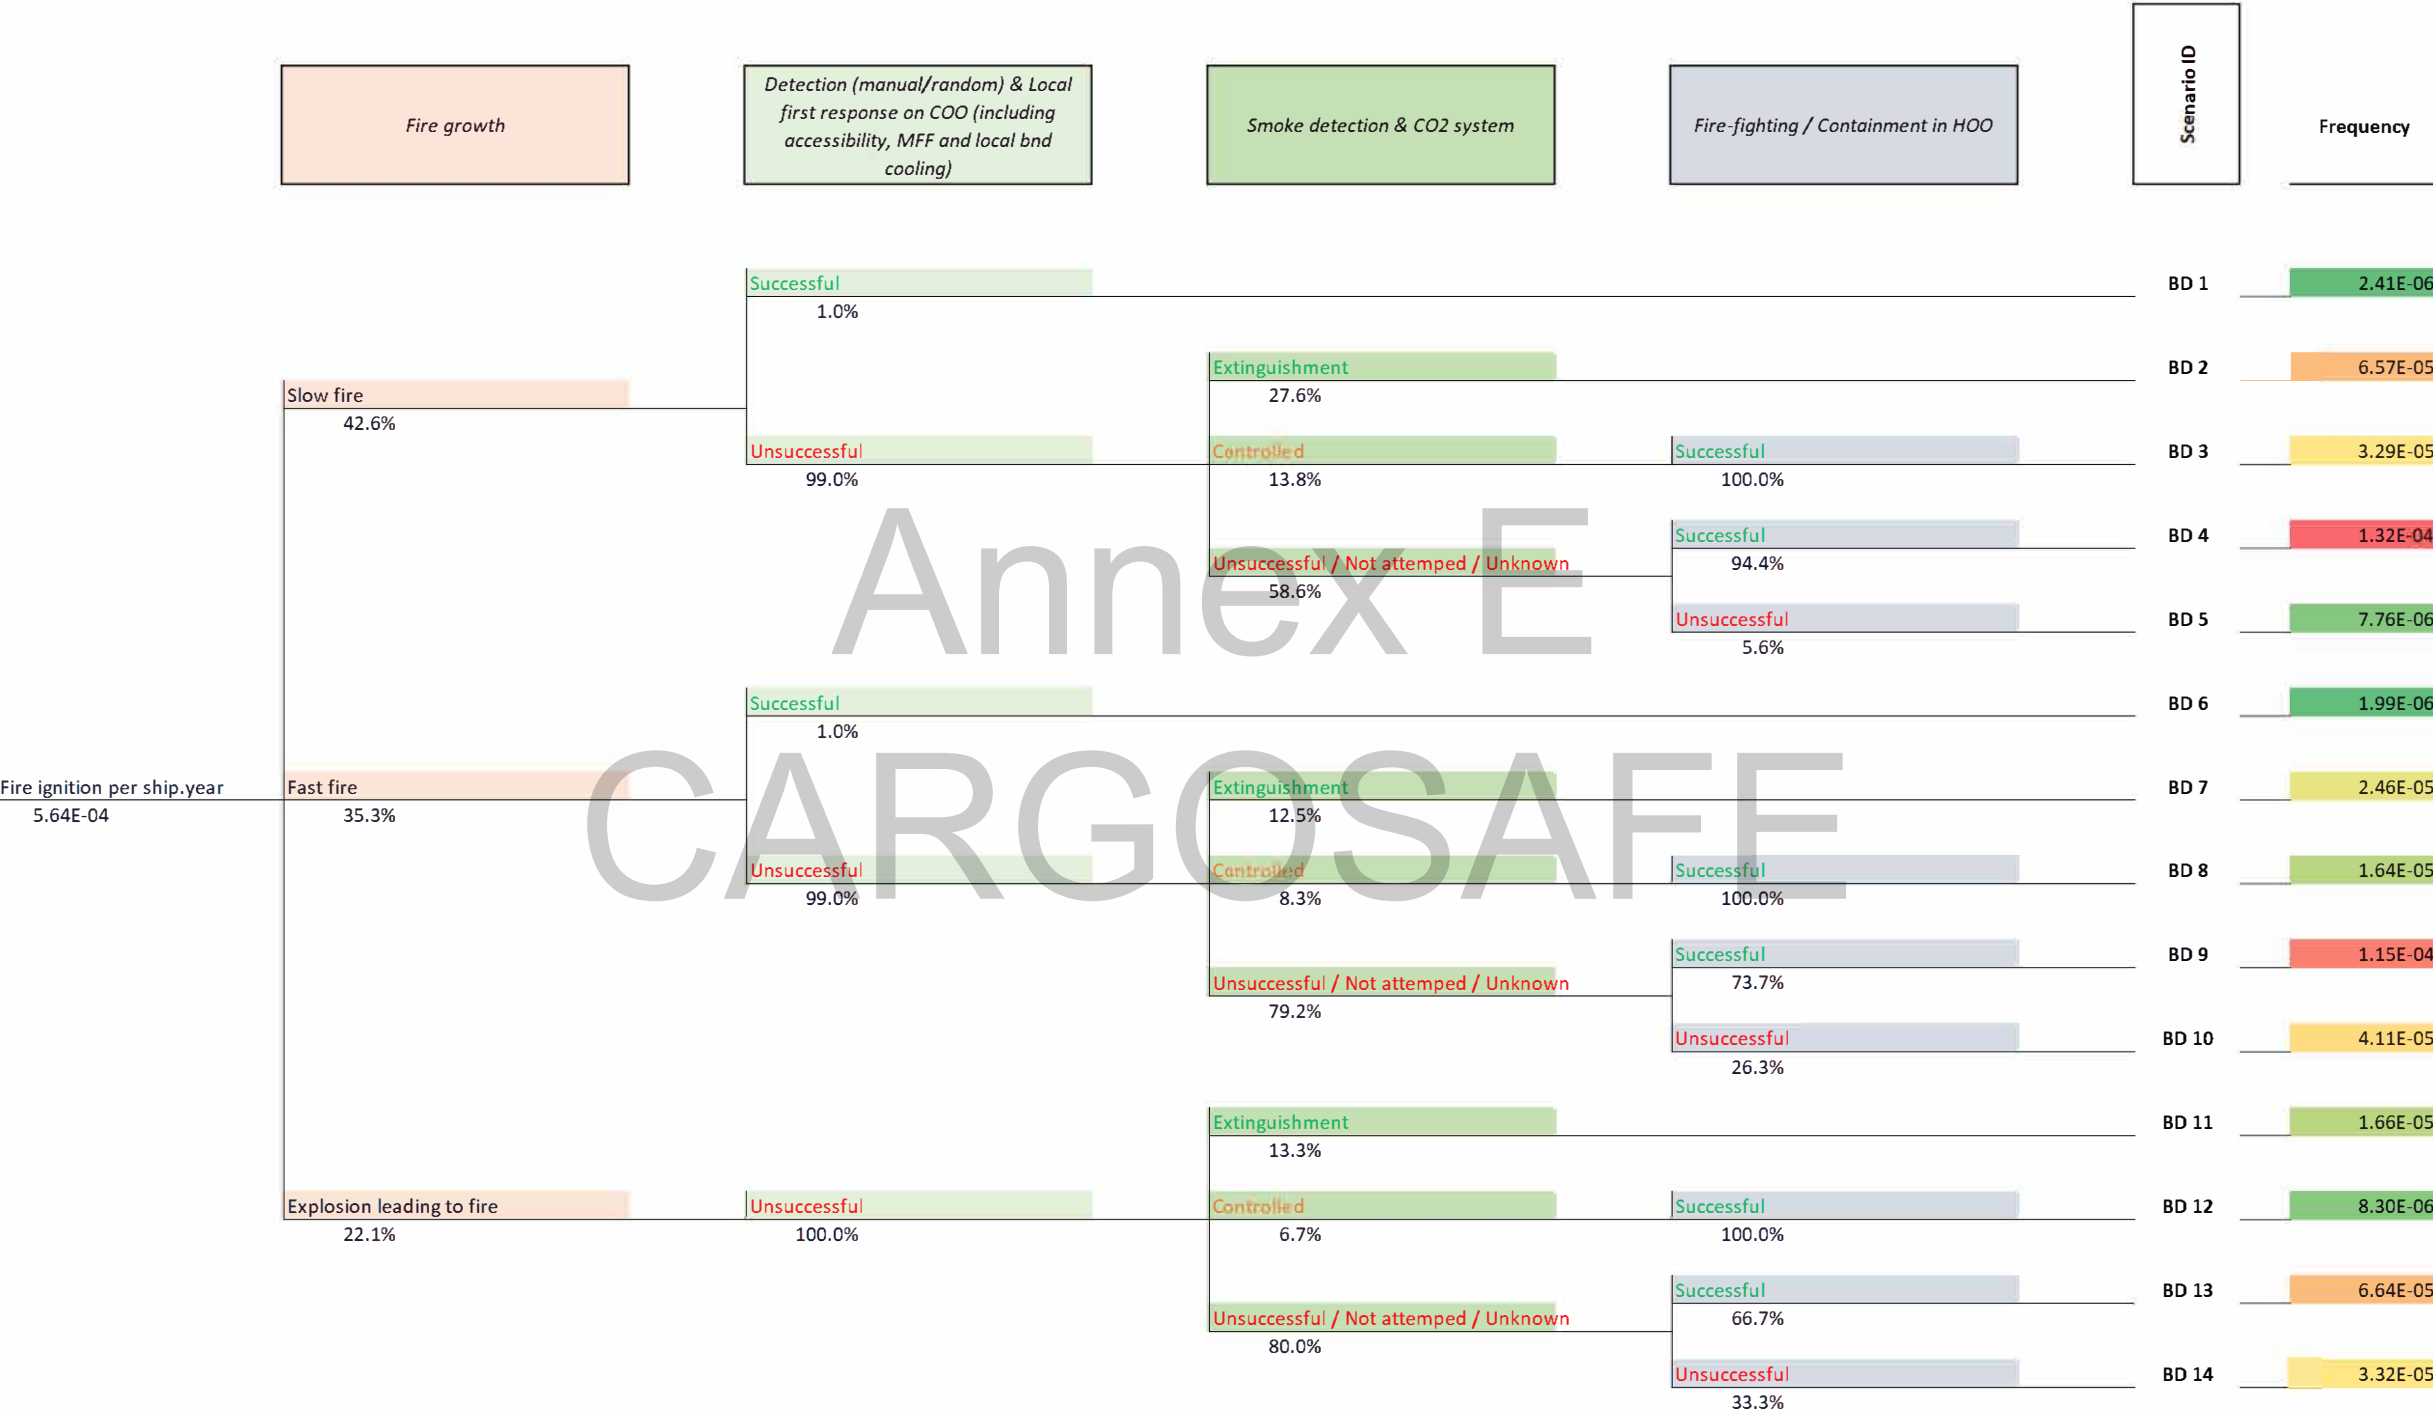 Scenario ID
Fire growth
Detection (manual/random) & Local
first response on COO (including
accessibility, MFF and local bnd
cooling)
Smoke detection & CO2 system
Fire-fighting / Containment in HOO
Frequency
Successful
1.0%
BD 1
2.41E-06
Extinguishment
27.6%
BD 2
6.57E-05
Slow fire
42.6%
Unsuccessful
99.0%
Controlled
13.8%
Successful
100.0%
BD 3
3.29E-05
Successful
94.4%
BD 4
1.32E-04
Unsuccessful / Not attemped / Unknown
58.6%
Unsuccessful
5.6%
BD 5
7.76E-06
Annex E
Successful
1.0%
BD 6
1.99E-06
Fire ignition per ship.year
5.64E-04
Fast fire
35.3%
Extinguishment
12.5%
BD 7
2.46E-05
CARGOSAFE
Unsuccessful
99.0%
Controlled
8.3%
Successful
100.0%
BD 8
1.64E-05
Successful
73.7%
BD 9
1.15E-04
Unsuccessful / Not attemped / Unknown
79.2%
Unsuccessful
26.3%
BD 10
4.11E-05
Extinguishment
13.3%
BD 11
1.66E-05
Explosion leading to fire
22.1%
Unsuccessful
100.0%
Controlled
6.7%
Successful
100.0%
BD 12
8.30E-06
Successful
66.7%
BD 13
6.64E-05
Unsuccessful / Not attemped / Unknown
80.0%
Unsuccessful
33.3%
BD 14
3.32E-05